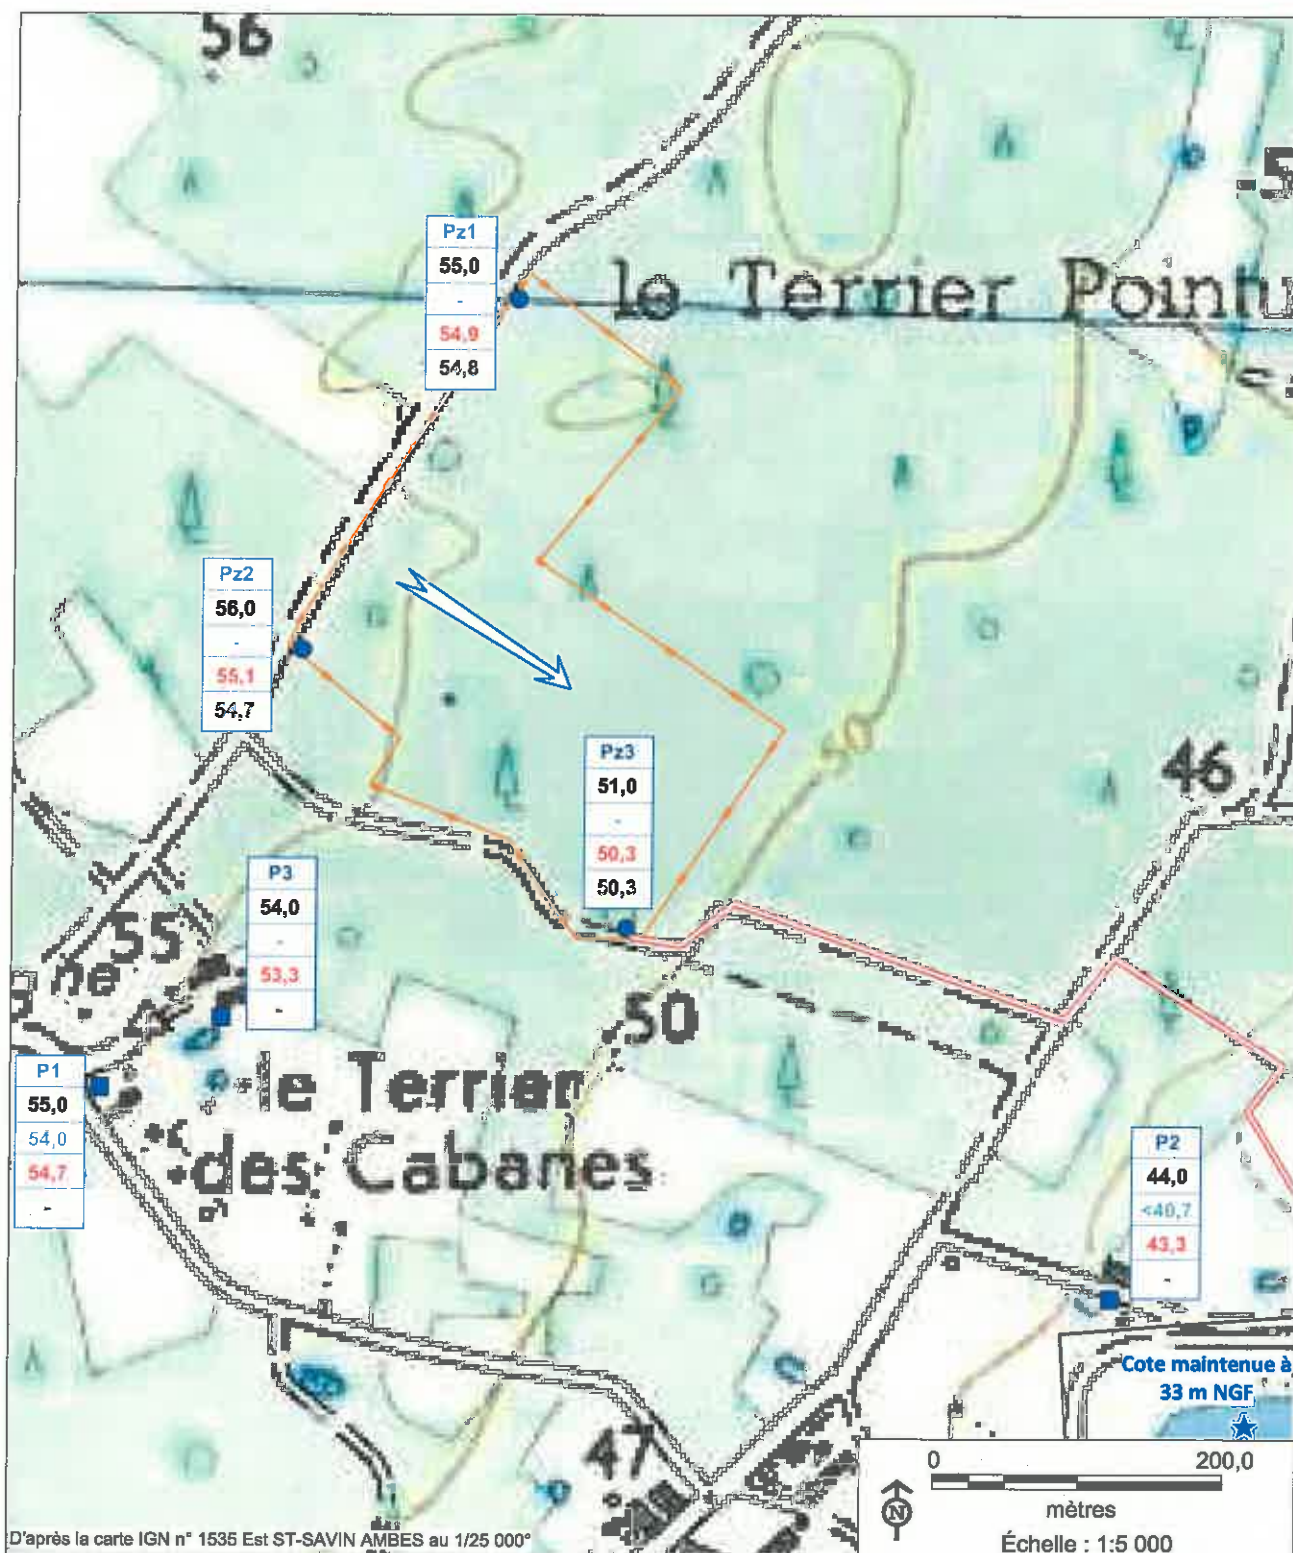 56
Pz1
55,0
-
54,9
54,8
le Terrier Pointu
Pz2
56,0
-
55,1
54,7
Pz3
51,0
-
50,3
50,3
46
P3
54,0
-
53,3
-
55
ne
50
P1
55,0
54,0
54,7
-
le Terrier
des Cabanes
P2
44,0
<40,7
43,3
-
Cote maintenue à
33 m NGF
47
0 200,0
mètres
Échelle : 1:5 000
N
D'après la carte IGN n° 1535 Est ST-SAVIN AMBES au 1/25 000°